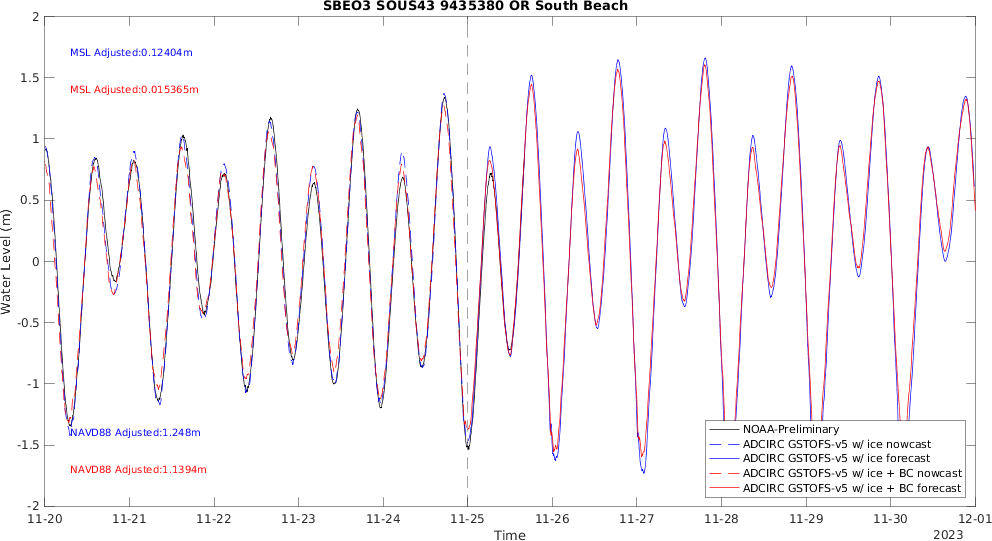 SBEO3 SOUS43 9435380 OR South Beach
2
1.5
1
0.5
0
-0.5
-1
-1.5
-2
Water Level (m)
MSL Adjusted:0.12404m
MSL Adjusted:0.015365m
NAVD88 Adjusted:1.248m
NAVD88 Adjusted:1.1394m
NOAA-Preliminary
ADCIRC GSTOFS-v5 w/ ice nowcast
ADCIRC GSTOFS-v5 w/ ice forecast
ADCIRC GSTOFS-v5 w/ ice + BC nowcast
ADCIRC GSTOFS-v5 w/ ice + BC forecast
11-20 11-21 11-22 11-23 11-24 11-25 11-26 11-27 11-28 11-29 11-30 12-01
Time
2023